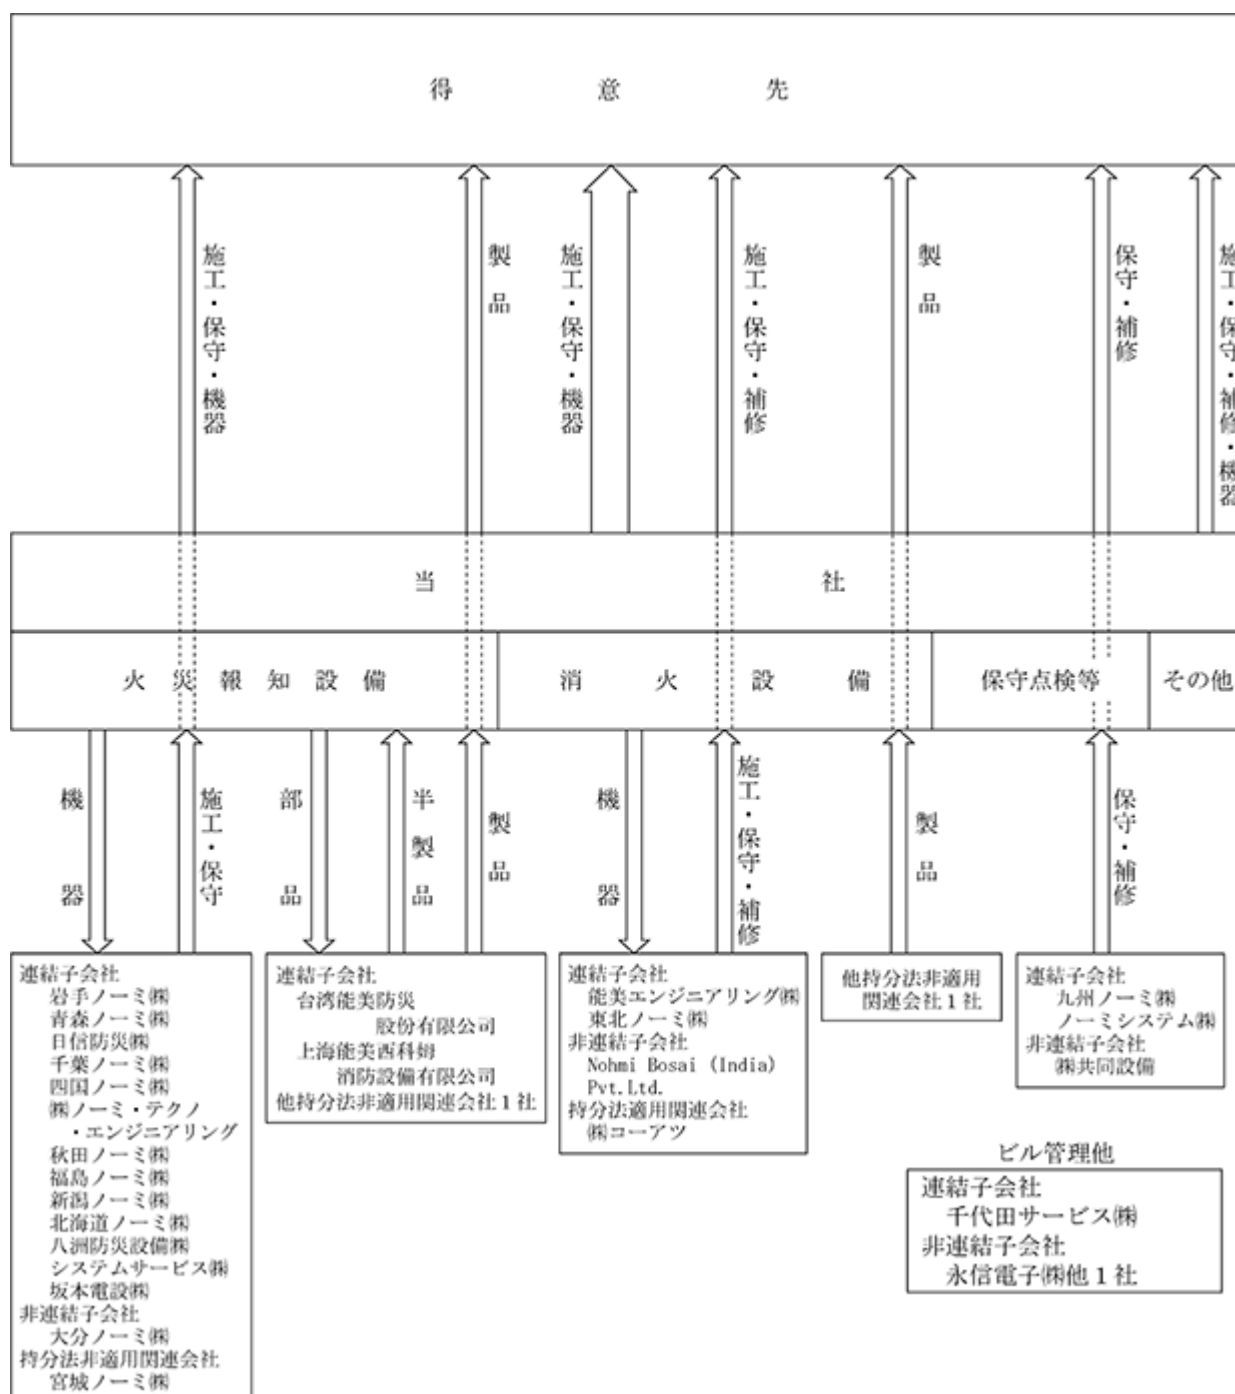 得意先
施工・保守・機器
製品
施工・保守・機器
施工・保守・補修
製品
保守・補修
施工・保守・補修・機器
当社
火災報知設備
消火設備
保守点検等
その他
機器
施工・保守
部品
半製品
製品
機器
施工・保守・補修
製品
保守・補修
連結子会社
岩手ノーミ㈱
青森ノーミ㈱
日信防災㈱
千葉ノーミ㈱
四国ノーミ㈱
㈱ノーミ・テクノ
・エンジニアリング
秋田ノーミ㈱
福島ノーミ㈱
新潟ノーミ㈱
北海道ノーミ㈱
八洲防災設備㈱
システムサービス㈱
坂本電設㈱
非連結子会社
大分ノーミ㈱
持分法非適用関連会社
宮城ノーミ㈱
連結子会社
台湾能美防災
股份有限公司
上海能美西科姆
消防設備有限公司
他持分法非適用関連会社1社
連結子会社
能美エンジニアリング㈱
東北ノーミ㈱
非連結子会社
Nohmi Bosai (India)
Pvt.Ltd.
持分法適用関連会社
㈱コーアツ
他持分法非適用
関連会社1社
連結子会社
九州ノーミ㈱
ノーミシステム㈱
非連結子会社
㈱共同設備
ビル管理他
連結子会社
千代田サービス㈱
非連結子会社
永信電子㈱他1社